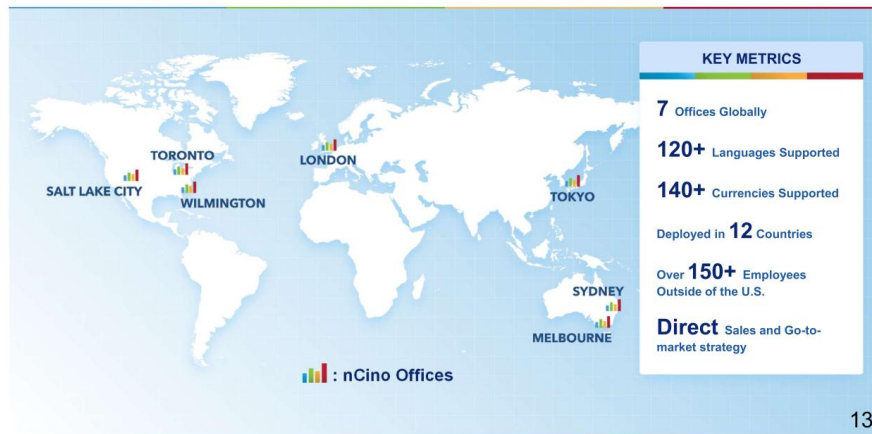 TORONTO
SALT LAKE CITY
WILMINGTON
LONDON
TOKYO
SYDNEY
MELBOURNE
: nCino Offices
KEY METRICS
7 Offices Globally
120+ Languages Supported
140+ Currencies Supported
Deployed in 12 Countries
Over 150+ Employees
Outside of the U.S.
Direct Sales and Go-to-
market strategy
13